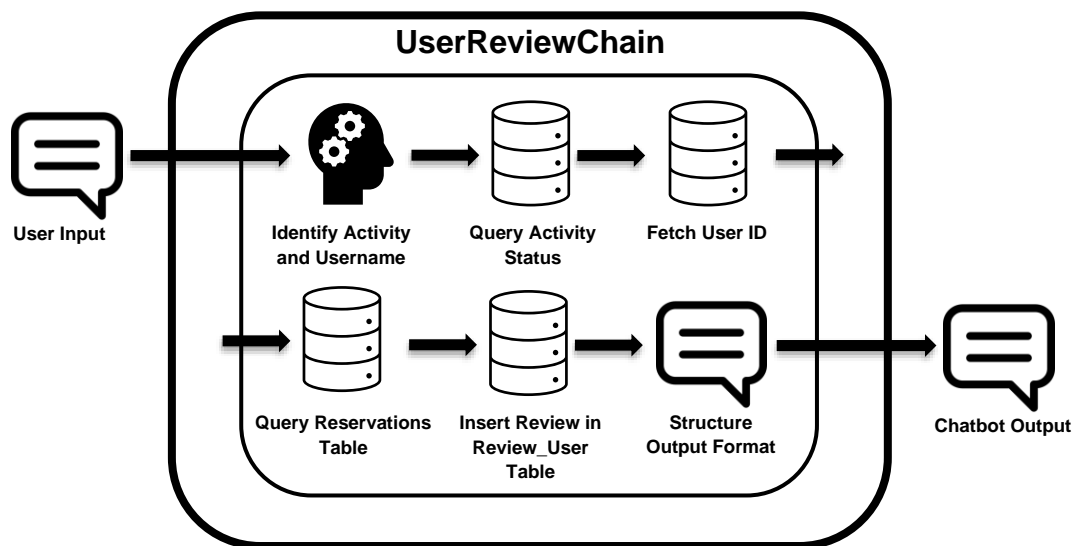 UserReviewChain
User Input
Identify Activity
and Username
Query Activity
Status
Fetch User ID
Query Reservations
Table
Insert Review in
Review_User
Table
Structure
Output Format
Chatbot Output